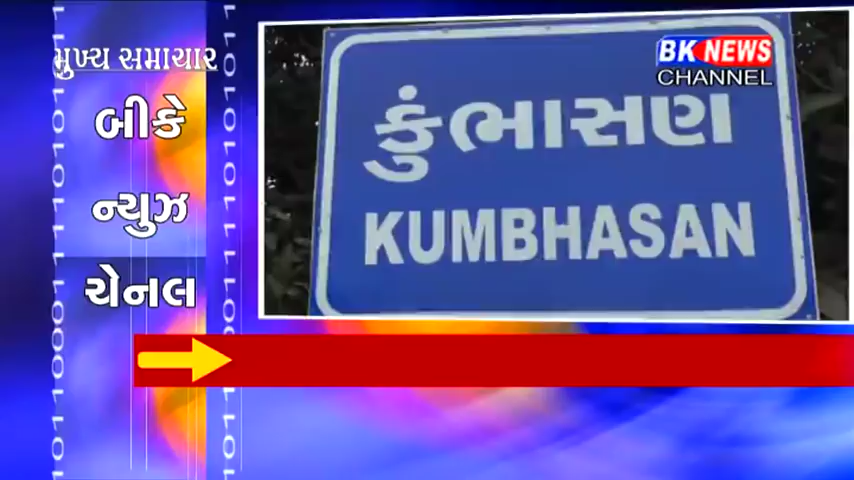 મુખ્ય સમાચાર
બીકે
ન્યુઝ
ચેનલ
BK NEWS
CHANNEL
કુંભાસણ
KUMBHASAN